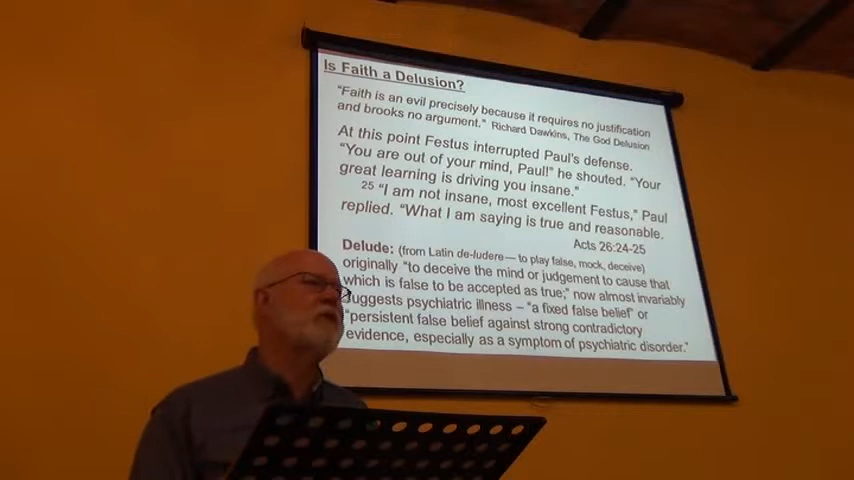 Is Faith a Delusion?
"Faith is an evil precisely because it requires no justification
and brooks no argument." Richard Dawkins, The God Delusion
At this point Festus interrupted Paul's defense.
"You are out of your mind, Paul!" he shouted. "Your
great learning is driving you insane."
25 "I am not insane, most excellent Festus," Paul
replied. "What I am saying is true and reasonable.
Acts 26:24-25
Delude: (from Latin de-ludere — to play false, mock, deceive)
originally "to deceive the mind or judgement to cause that
which is false to be accepted as true;" now almost invariably
suggests psychiatric illness – "a fixed false belief" or
"persistent false belief against strong contradictory
evidence, especially as a symptom of psychiatric disorder."